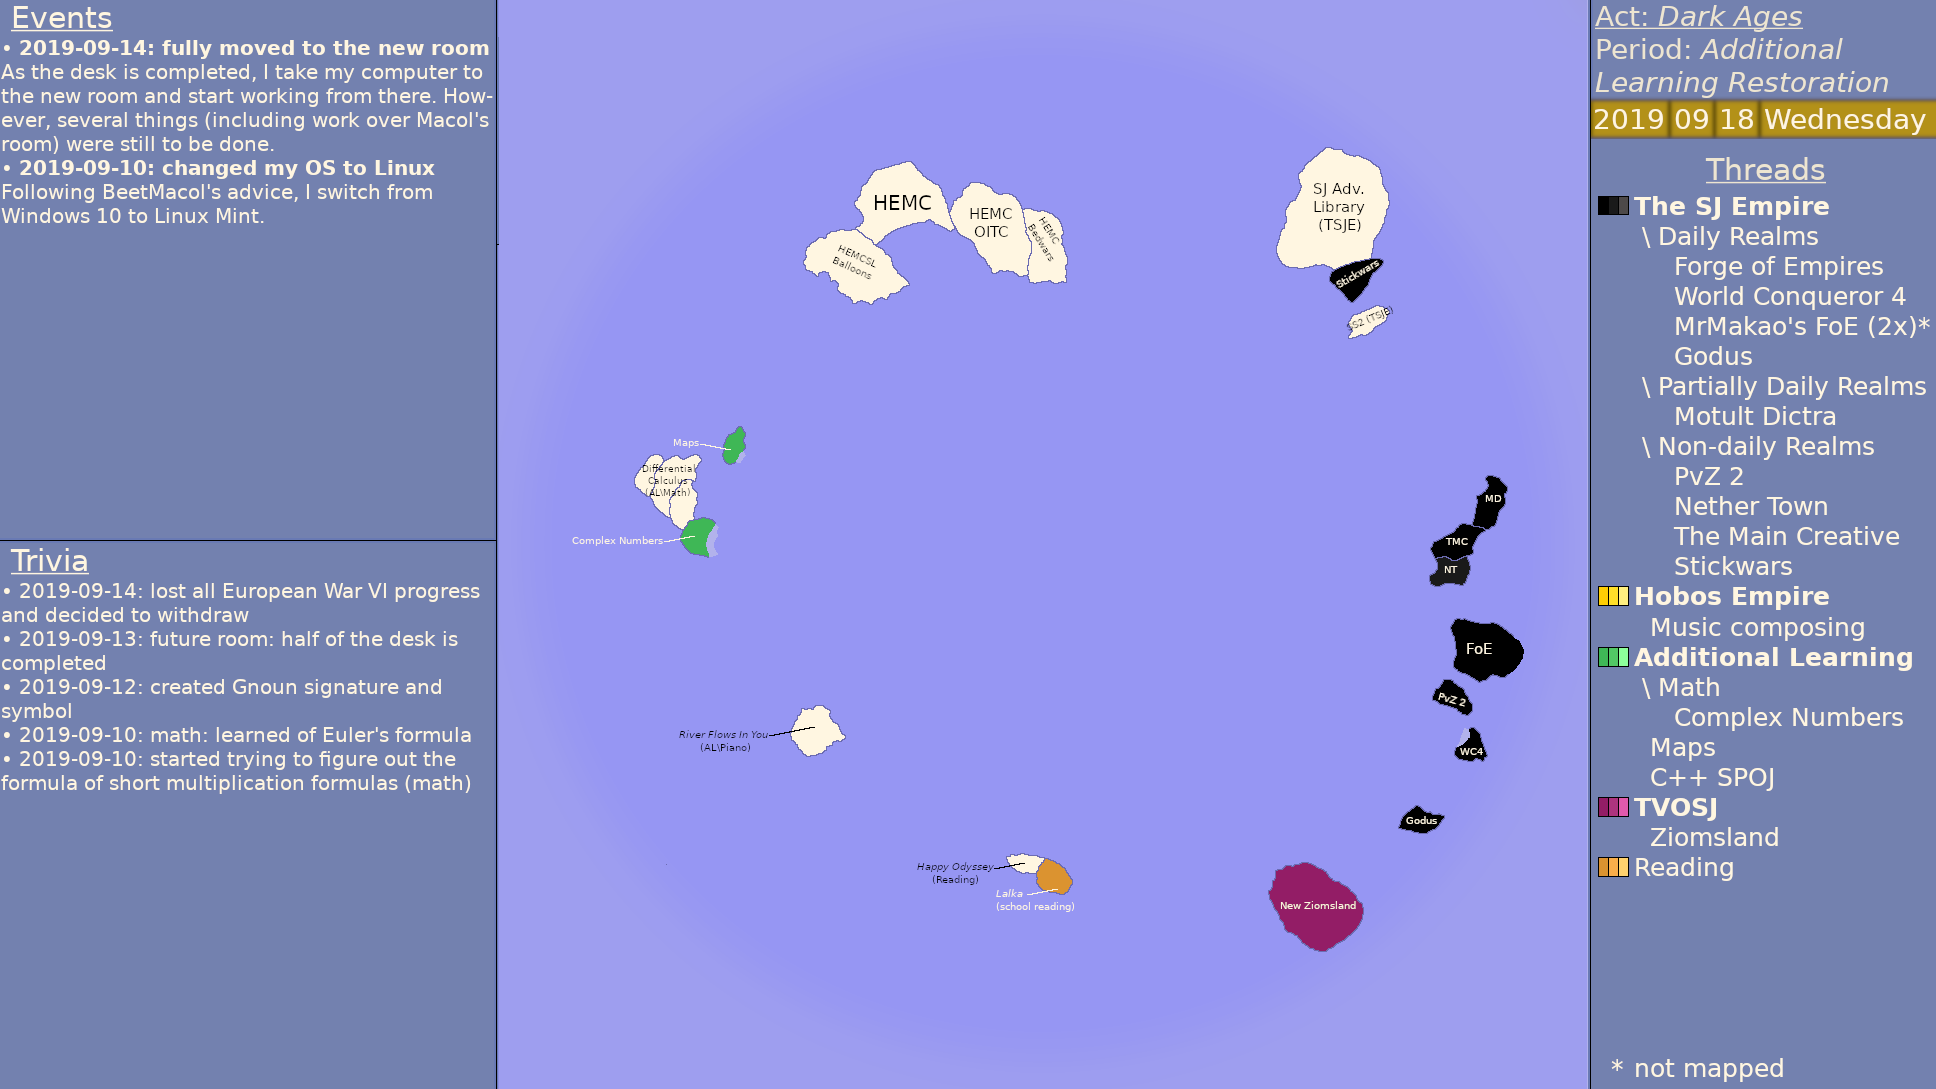 Events
• 2019-09-14: fully moved to the new room
As the desk is completed, I take my computer to
the new room and start working from there. How-
ever, several things (including work over Macol's
room) were still to be done.
• 2019-09-10: changed my OS to Linux
Following BeetMacol's advice, I switch from
Windows 10 to Linux Mint.
Trivia
• 2019-09-14: lost all European War VI progress
and decided to withdraw
• 2019-09-13: future room: half of the desk is
completed
• 2019-09-12: created Gnoun signature and
symbol
• 2019-09-10: math: learned of Euler's formula
• 2019-09-10: started trying to figure out the
formula of short multiplication formulas (math)
HEMC
HEMCSL
Balloons
HEMC
OITC
HEMC
Bedwars
SJ Adv.
Library
(TSJE)
Stickwars
S2 (TSJE)
Maps
Differential
Calculus
(AL\Math)
Complex Numbers
MD
TMC
NT
FoE
PvZ 2
WC4
Godus
River Flows In You
(AL\Piano)
Happy Odyssey
(Reading)
Lalka
(school reading)
New Ziomsland
Act: Dark Ages
Period: Additional
Learning Restoration
2019 09 18 Wednesday
Threads
The SJ Empire
\ Daily Realms
Forge of Empires
World Conqueror 4
MrMakao's FoE (2x)*
Godus
\ Partially Daily Realms
Motult Dictra
\ Non-daily Realms
PvZ 2
Nether Town
The Main Creative
Stickwars
Hobos Empire
Music composing
Additional Learning
\ Math
Complex Numbers
Maps
C++ SPOJ
TVOSJ
Ziomsland
Reading
* not mapped